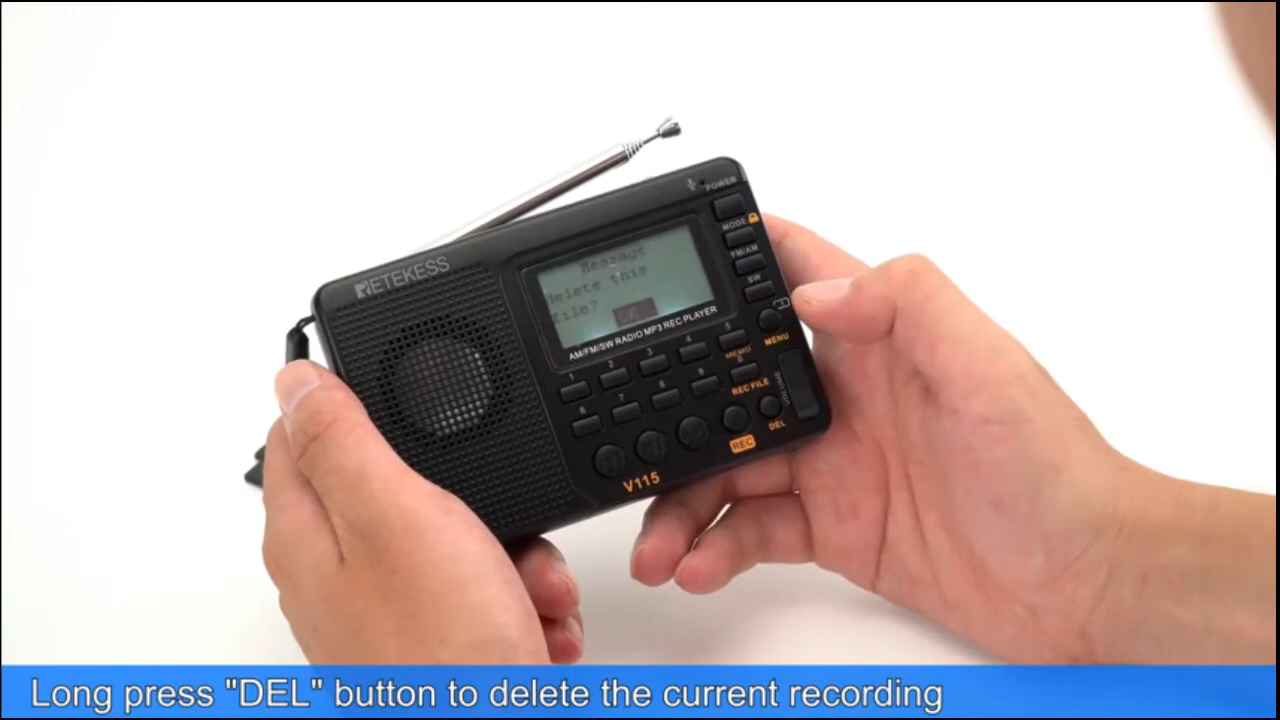 POWER
MODE
FM/AM
SW
RETEKESS
Message
delete this
file? OK
AM/FM/SW RADIO MP3 REC PLAYER
MENU
1 2 3 4 5
MEMO
6 7 8 9 0
VOLUME
REC FILE
DEL
REC
V115
Long press "DEL" button to delete the current recording